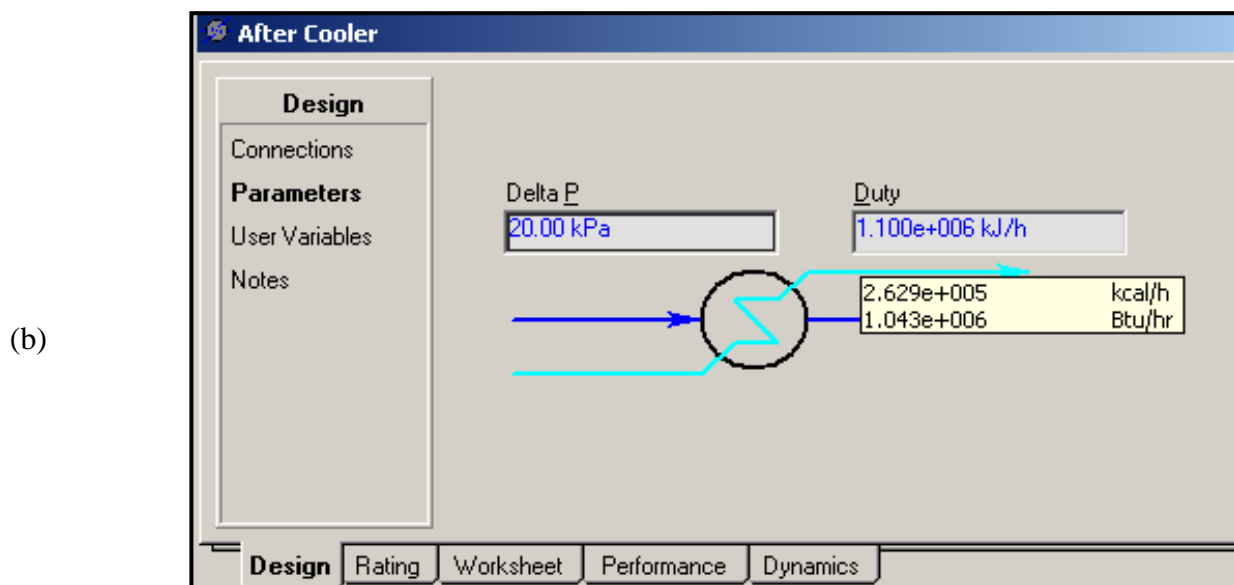 After Cooler
Design
Connections
Parameters
User Variables
Notes
Delta P
Duty
20.00 kPa
1.100e+006 kJ/h
2.629e+005 kcal/h
1.043e+006 Btu/hr
(b)
Design Rating Worksheet Performance Dynamics